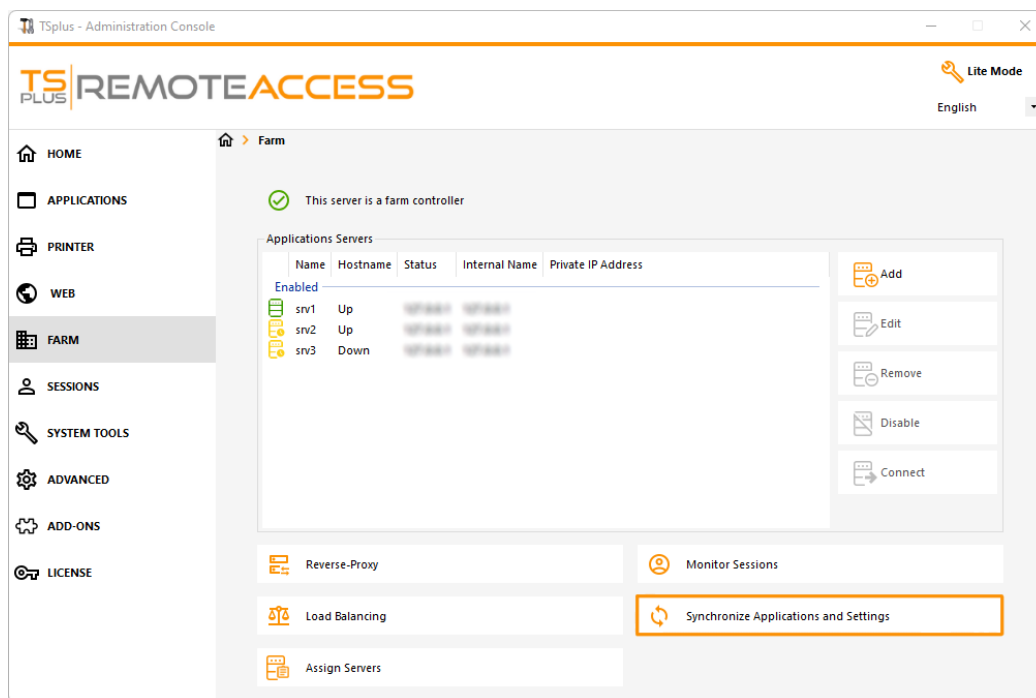 TSplus - Administration Console
TS PLUS REMOTEACCESS
Lite Mode
English
HOME
APPLICATIONS
PRINTER
WEB
FARM
SESSIONS
SYSTEM TOOLS
ADVANCED
ADD-ONS
LICENSE
Farm
This server is a farm controller
Applications Servers
Name Hostname Status Internal Name Private IP Address
Enabled
srv1 Up
srv2 Up
srv3 Down
Add
Edit
Remove
Disable
Connect
Reverse-Proxy
Monitor Sessions
Load Balancing
Synchronize Applications and Settings
Assign Servers